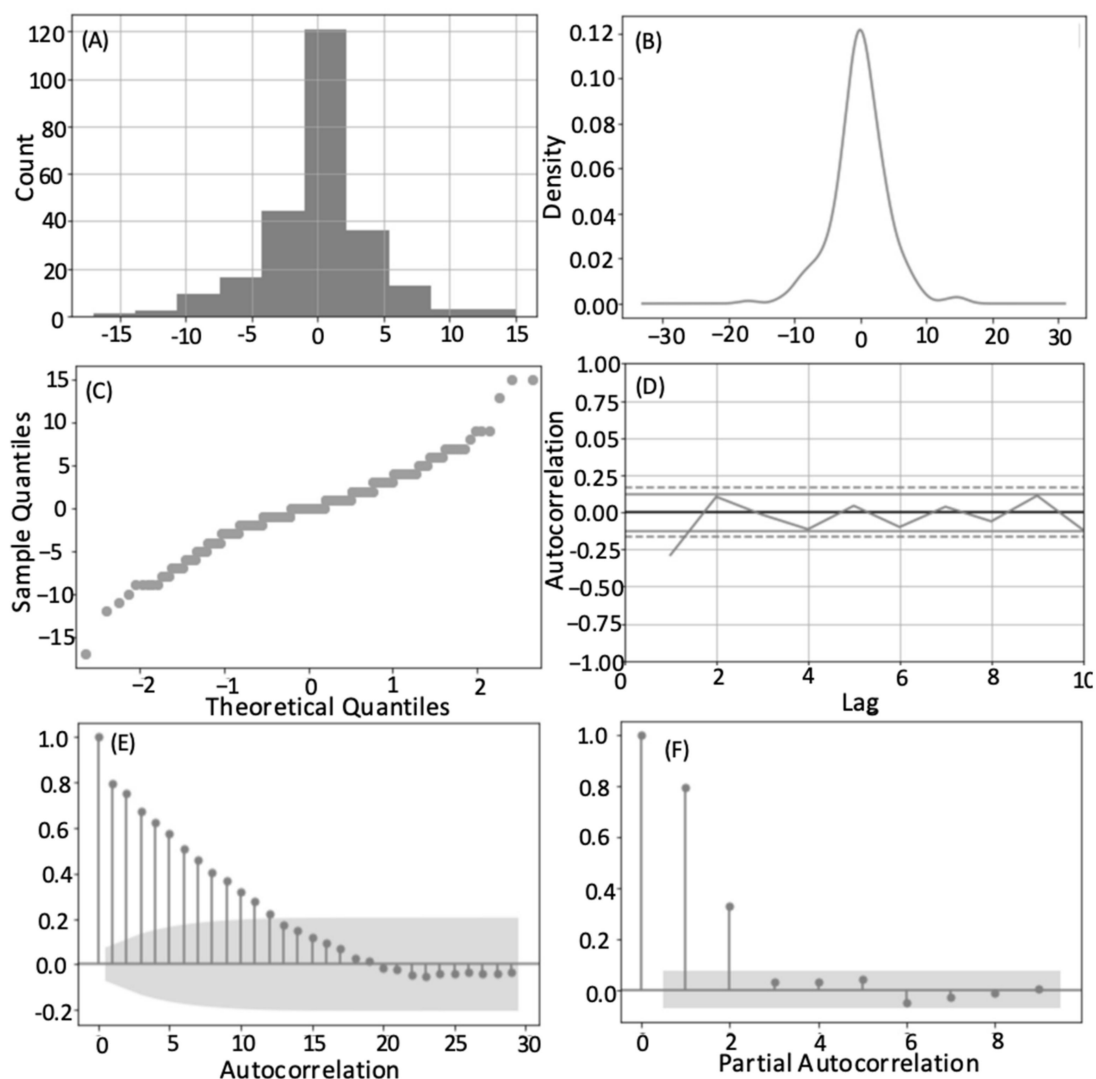 (A)
Count
120
100
80
60
40
20
0
-15 -10 -5 0 5 10 15
(B)
Density
0.12
0.10
0.08
0.06
0.04
0.02
0.00
−30 −20 −10 0 10 20 30
(C)
Sample Quantiles
15
10
5
0
−5
−10
−15
−2 −1 0 1 2
Theoretical Quantiles
(D)
Autocorrelation
1.00
0.75
0.05
0.25
0.00
−0.25
−0.50
−0.75
−1.00
0 2 4 6 8 10
Lag
(E)
1.0
0.8
0.6
0.4
0.2
0.0
-0.2
0 5 10 15 20 25 30
Autocorrelation
(F)
1.0
0.8
0.6
0.4
0.2
0.0
0 2 4 6 8
Partial Autocorrelation